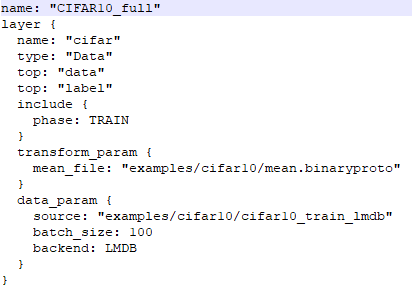 name: "CIFAR10_full"
layer {
  name: "cifar"
  type: "Data"
  top: "data"
  top: "label"
  include {
    phase: TRAIN
  }
  transform_param {
    mean_file: "examples/cifar10/mean.binaryproto"
  }
  data_param {
    source: "examples/cifar10/cifar10_train_lmdb"
    batch_size: 100
    backend: LMDB
  }
}